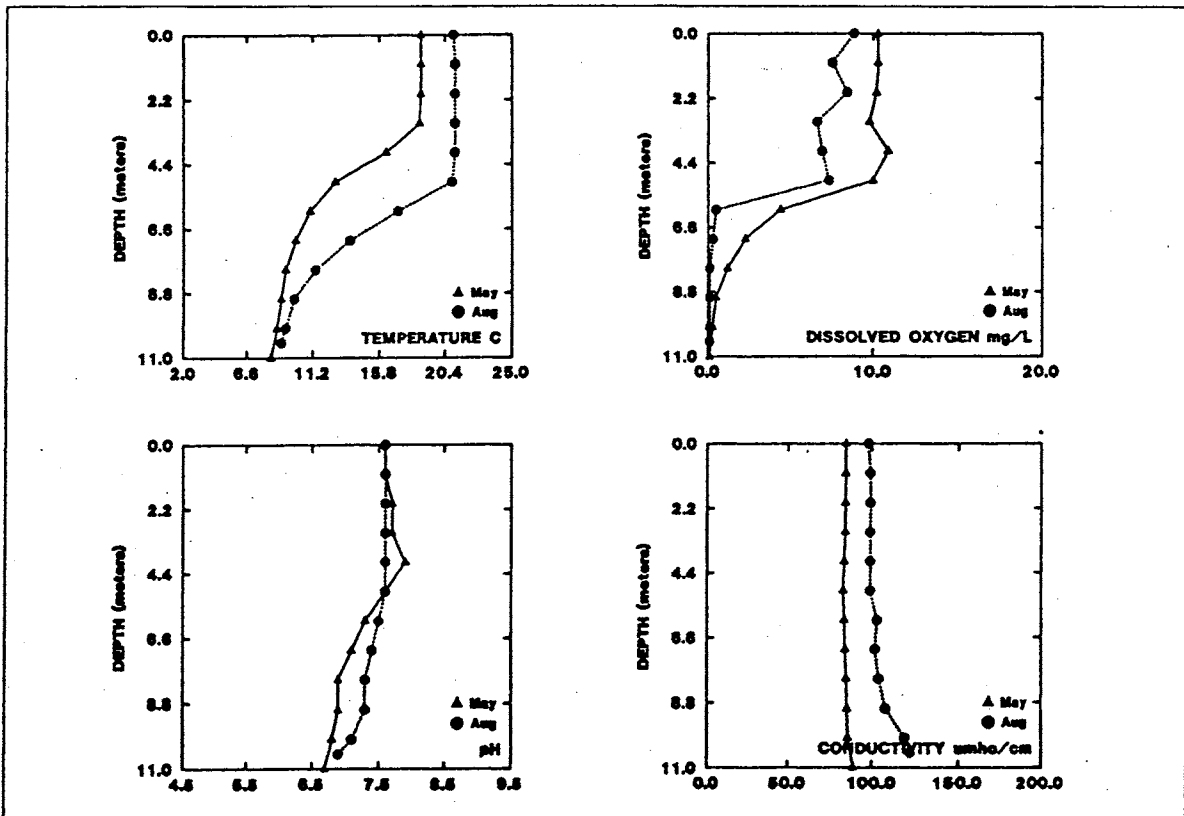 0.0
2.2
4.4
6.6
8.8
11.0
DEPTH (meters)
May
Aug
TEMPERATURE C
2.0 6.6 11.2 15.8 20.4 25.0
0.0
2.2
4.4
6.6
8.8
11.0
DEPTH (meters)
May
Aug
DISSOLVED OXYGEN mg/L
0.0 10.0 20.0
0.0
2.2
4.4
6.6
8.8
11.0
DEPTH (meters)
May
Aug
pH
4.5 5.5 6.5 7.5 8.5 9.5
0.0
2.2
4.4
6.6
8.8
11.0
DEPTH (meters)
May
Aug
CONDUCTIVITY umho/cm
0.0 50.0 100.0 150.0 200.0